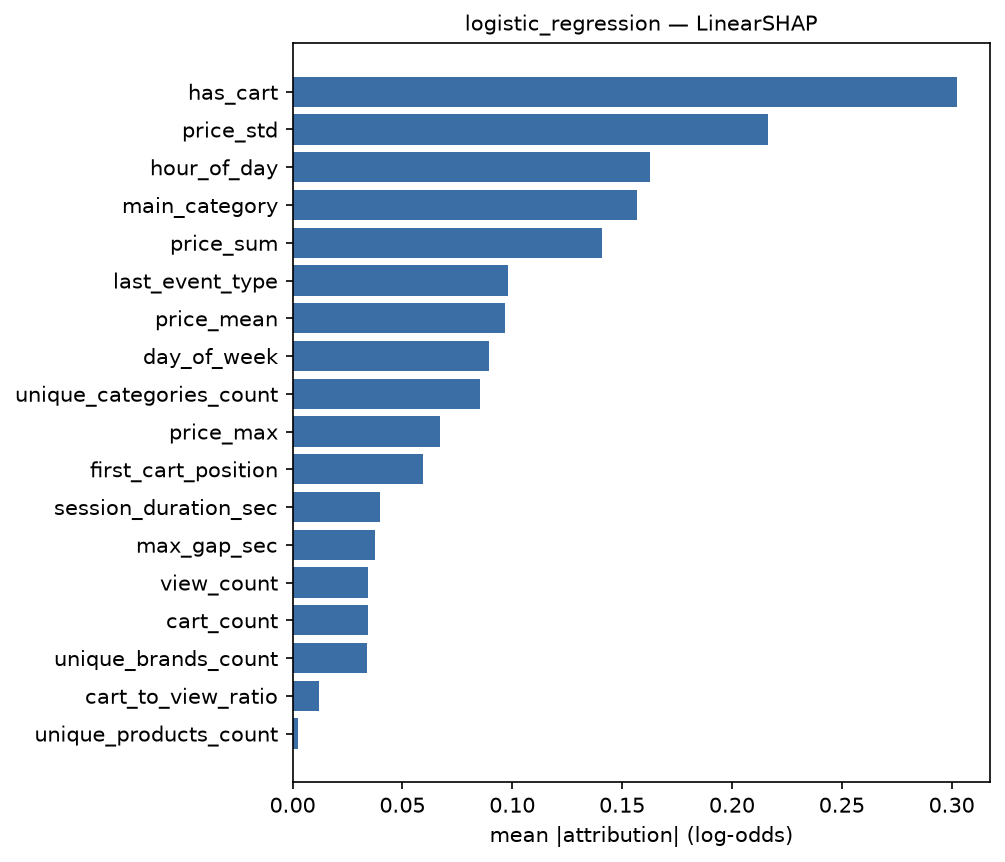 logistic_regression — LinearSHAP
has_cart
price_std
hour_of_day
main_category
price_sum
last_event_type
price_mean
day_of_week
unique_categories_count
price_max
first_cart_position
session_duration_sec
max_gap_sec
view_count
cart_count
unique_brands_count
cart_to_view_ratio
unique_products_count
0.00 0.05 0.10 0.15 0.20 0.25 0.30
mean |attribution| (log-odds)